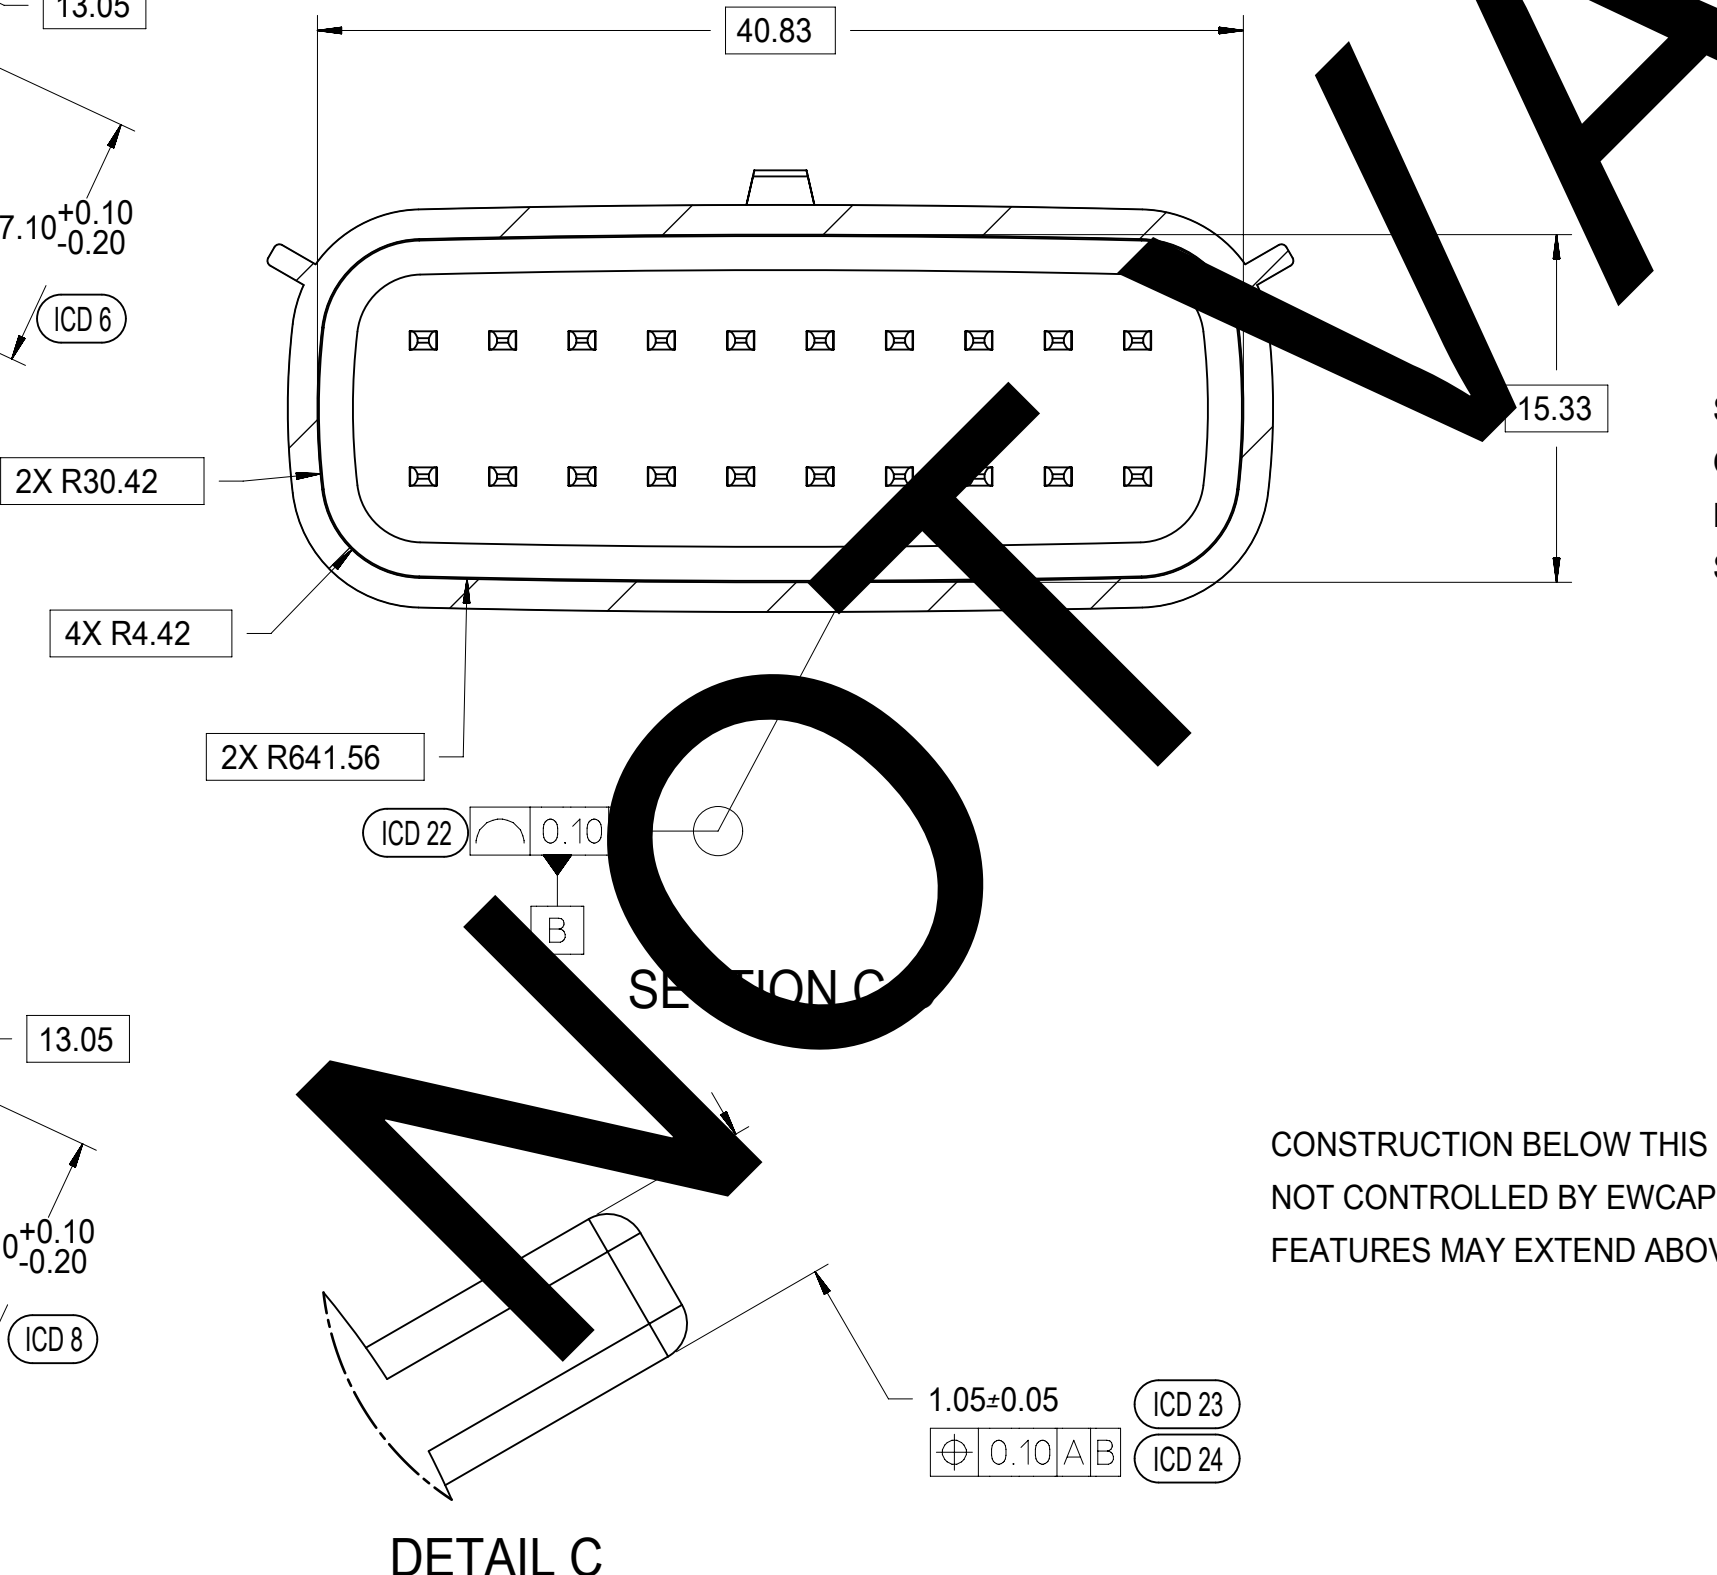 13.05
40.83
7.10 +0.10
-0.20
ICD 6
15.33
2X R30.42
4X R4.42
2X R641.56
ICD 22 0.10
B
SECTION C
13.05
CONSTRUCTION BELOW THIS
NOT CONTROLLED BY EWCAP
FEATURES MAY EXTEND ABOV
0 +0.10
-0.20
ICD 8
1.05±0.05 ICD 23
0.10 A B ICD 24
DETAIL C
NOT